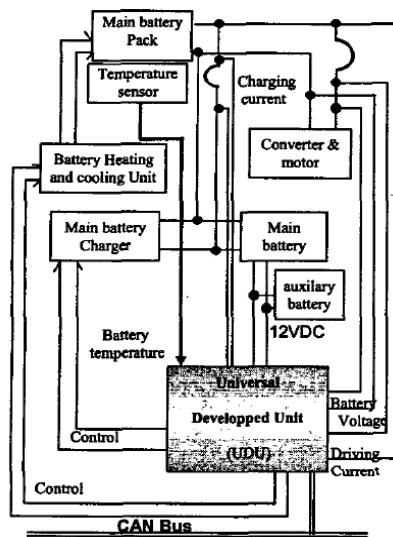 Main battery
Pack
Temperature
sensor
Charging
current
Converter &
motor
Battery Heating
and cooling Unit
Main battery
Charger
Main
battery
auxilary
battery
12VDC
Battery
temperature
Universal
Developped Unit
(UDU)
Battery
Voltage
Driving
Current
Control
Control
CAN Bus